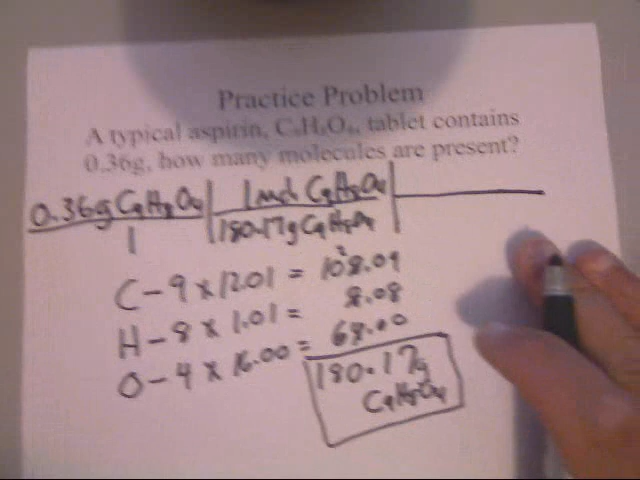 Practice Problem
A typical aspirin, C₉H₈O₄, tablet contains
0.36g, how many molecules are present?
0.36g C₉H₈O₄ | 1 mol C₉H₈O₄ |
1 | 180.17g C₉H₈O₄
C - 9 x 12.01 = 108.09
H - 8 x 1.01 = 8.08
O - 4 x 16.00 = 64.00
180.17g
C₉H₈O₄